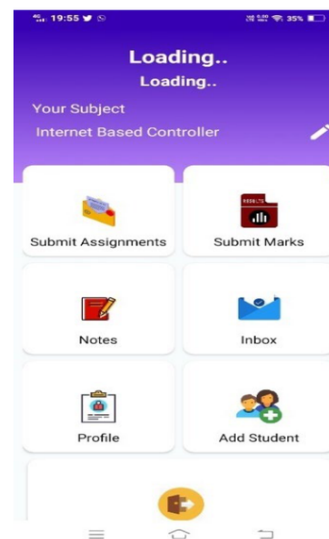 19:55
35%
Loading..
Loading..
Your Subject
Internet Based Controller
Submit Assignments
Submit Marks
Notes
Inbox
Profile
Add Student